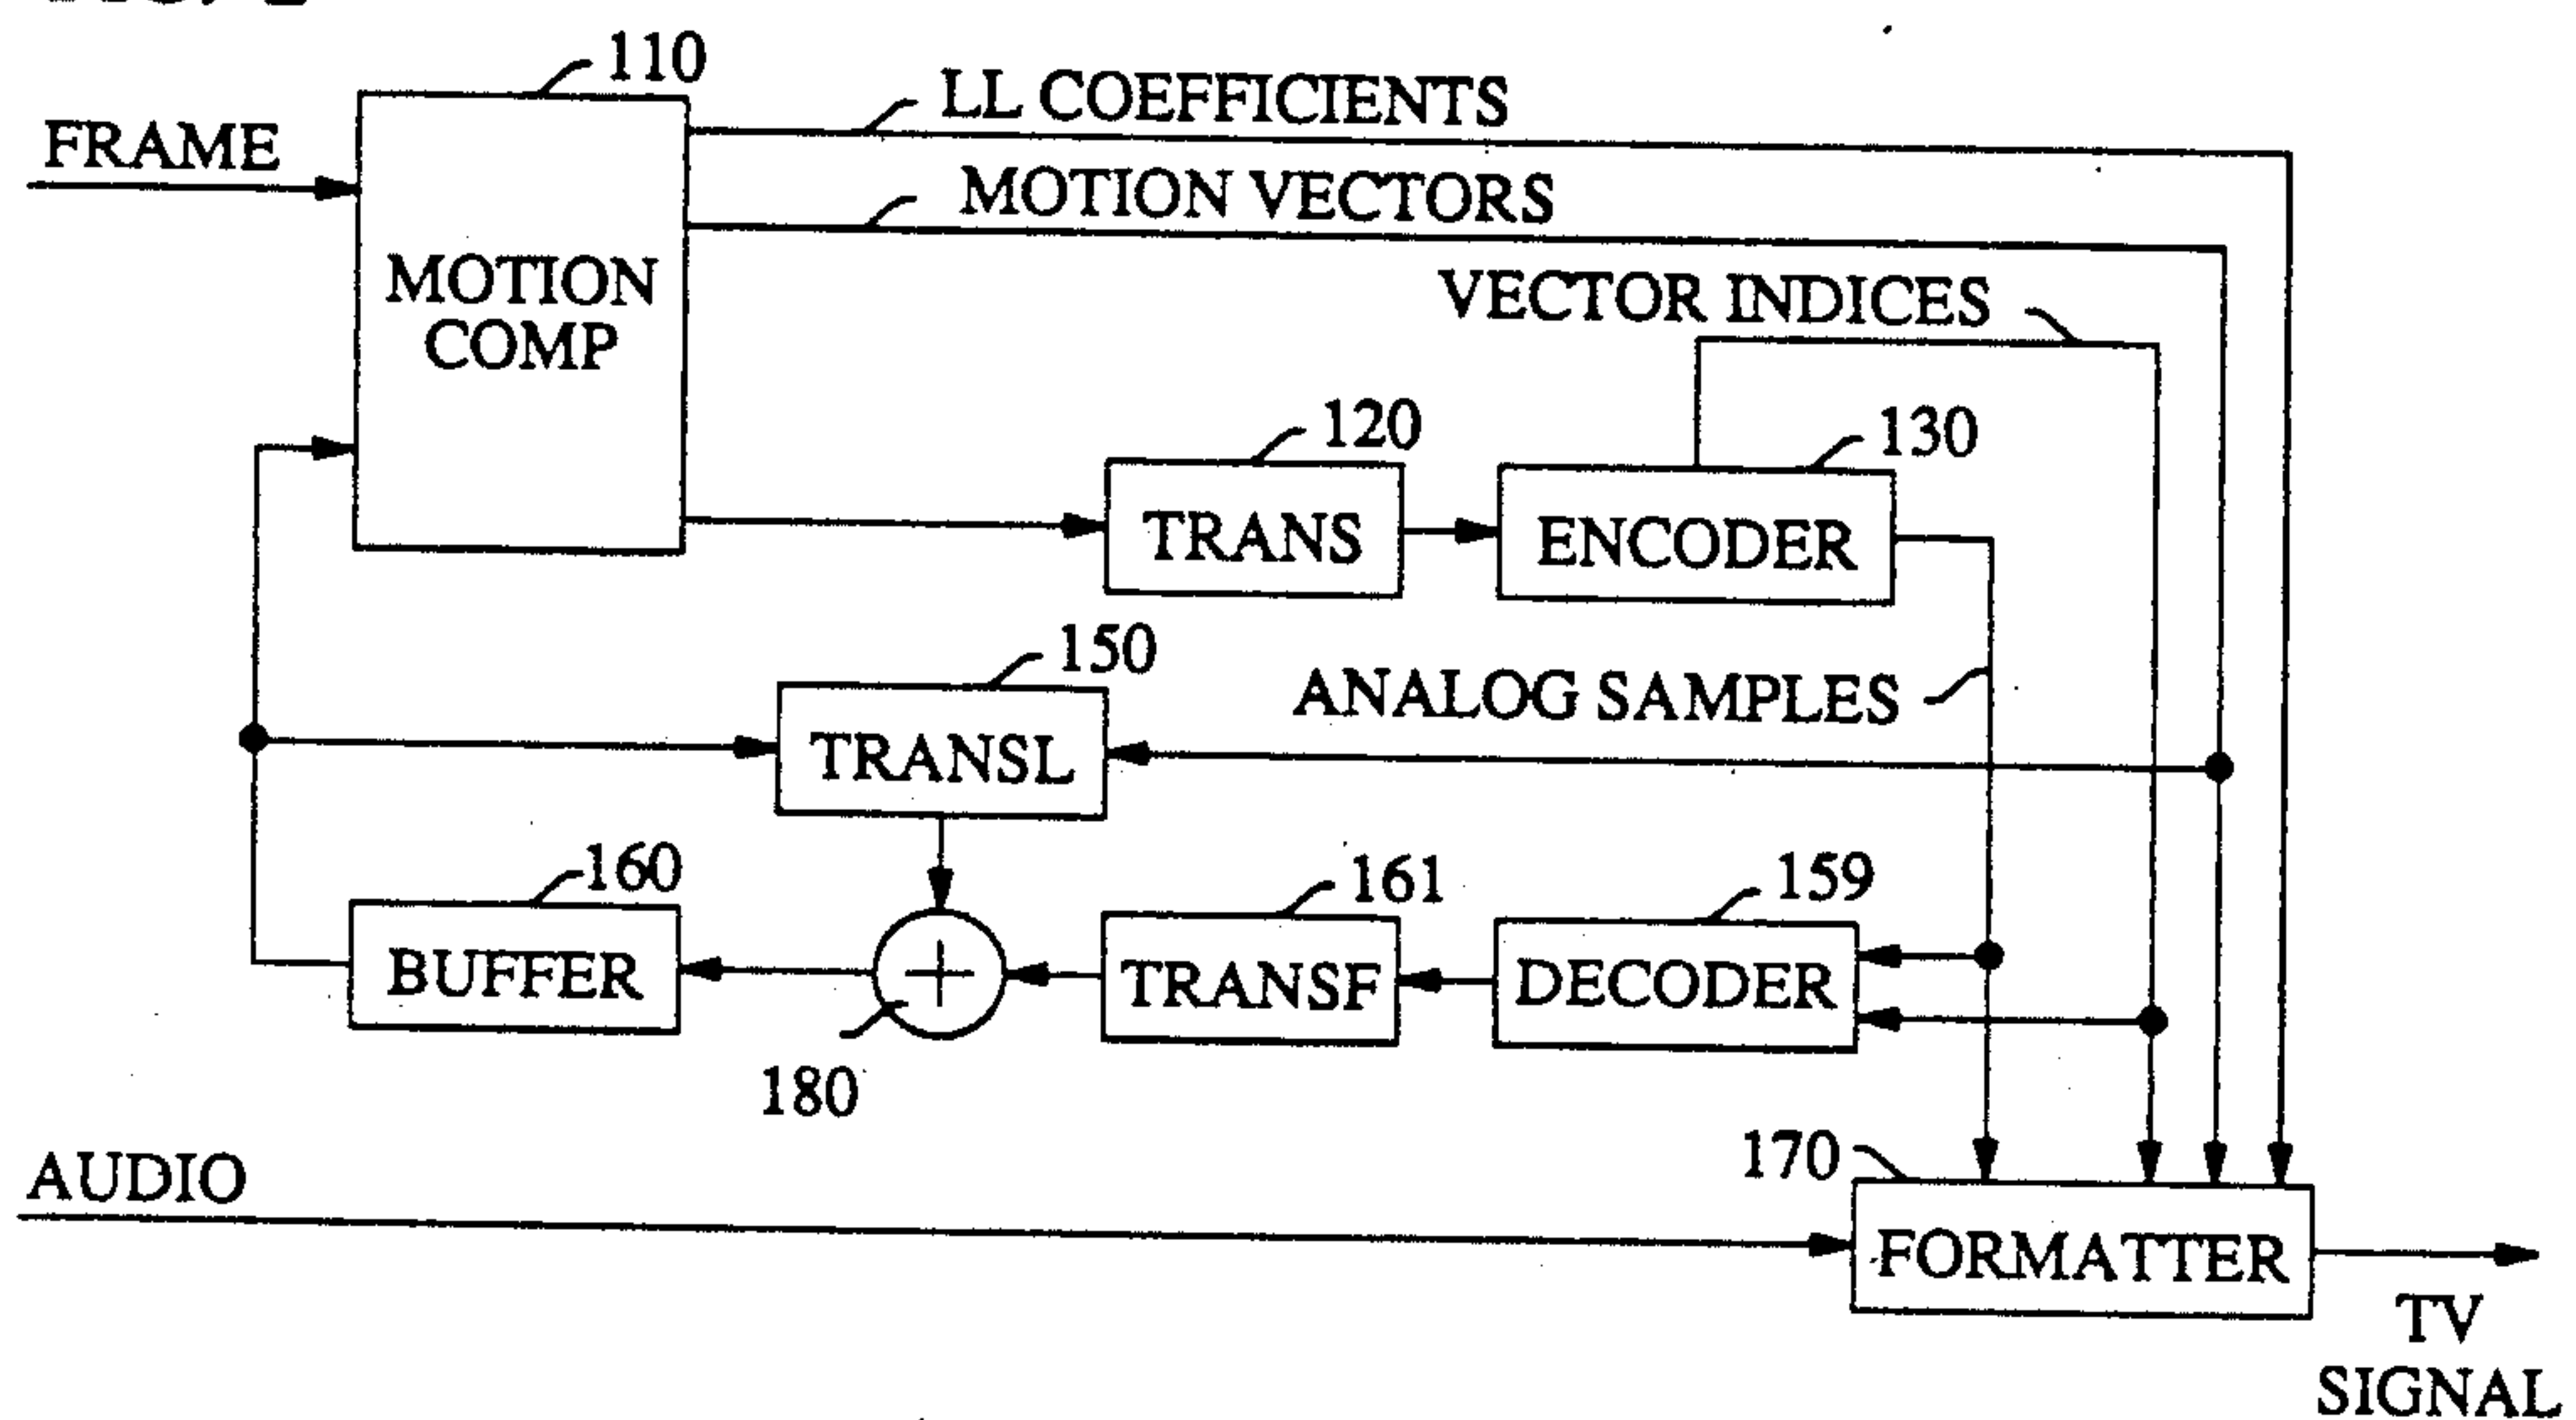 110
LL COEFFICIENTS
FRAME
MOTION VECTORS
MOTION
COMP
VECTOR INDICES
120
130
TRANS
ENCODER
150
ANALOG SAMPLES
TRANSL
160
161
159
BUFFER
+
TRANSF
DECODER
180
170
AUDIO
FORMATTER
TV
SIGNAL